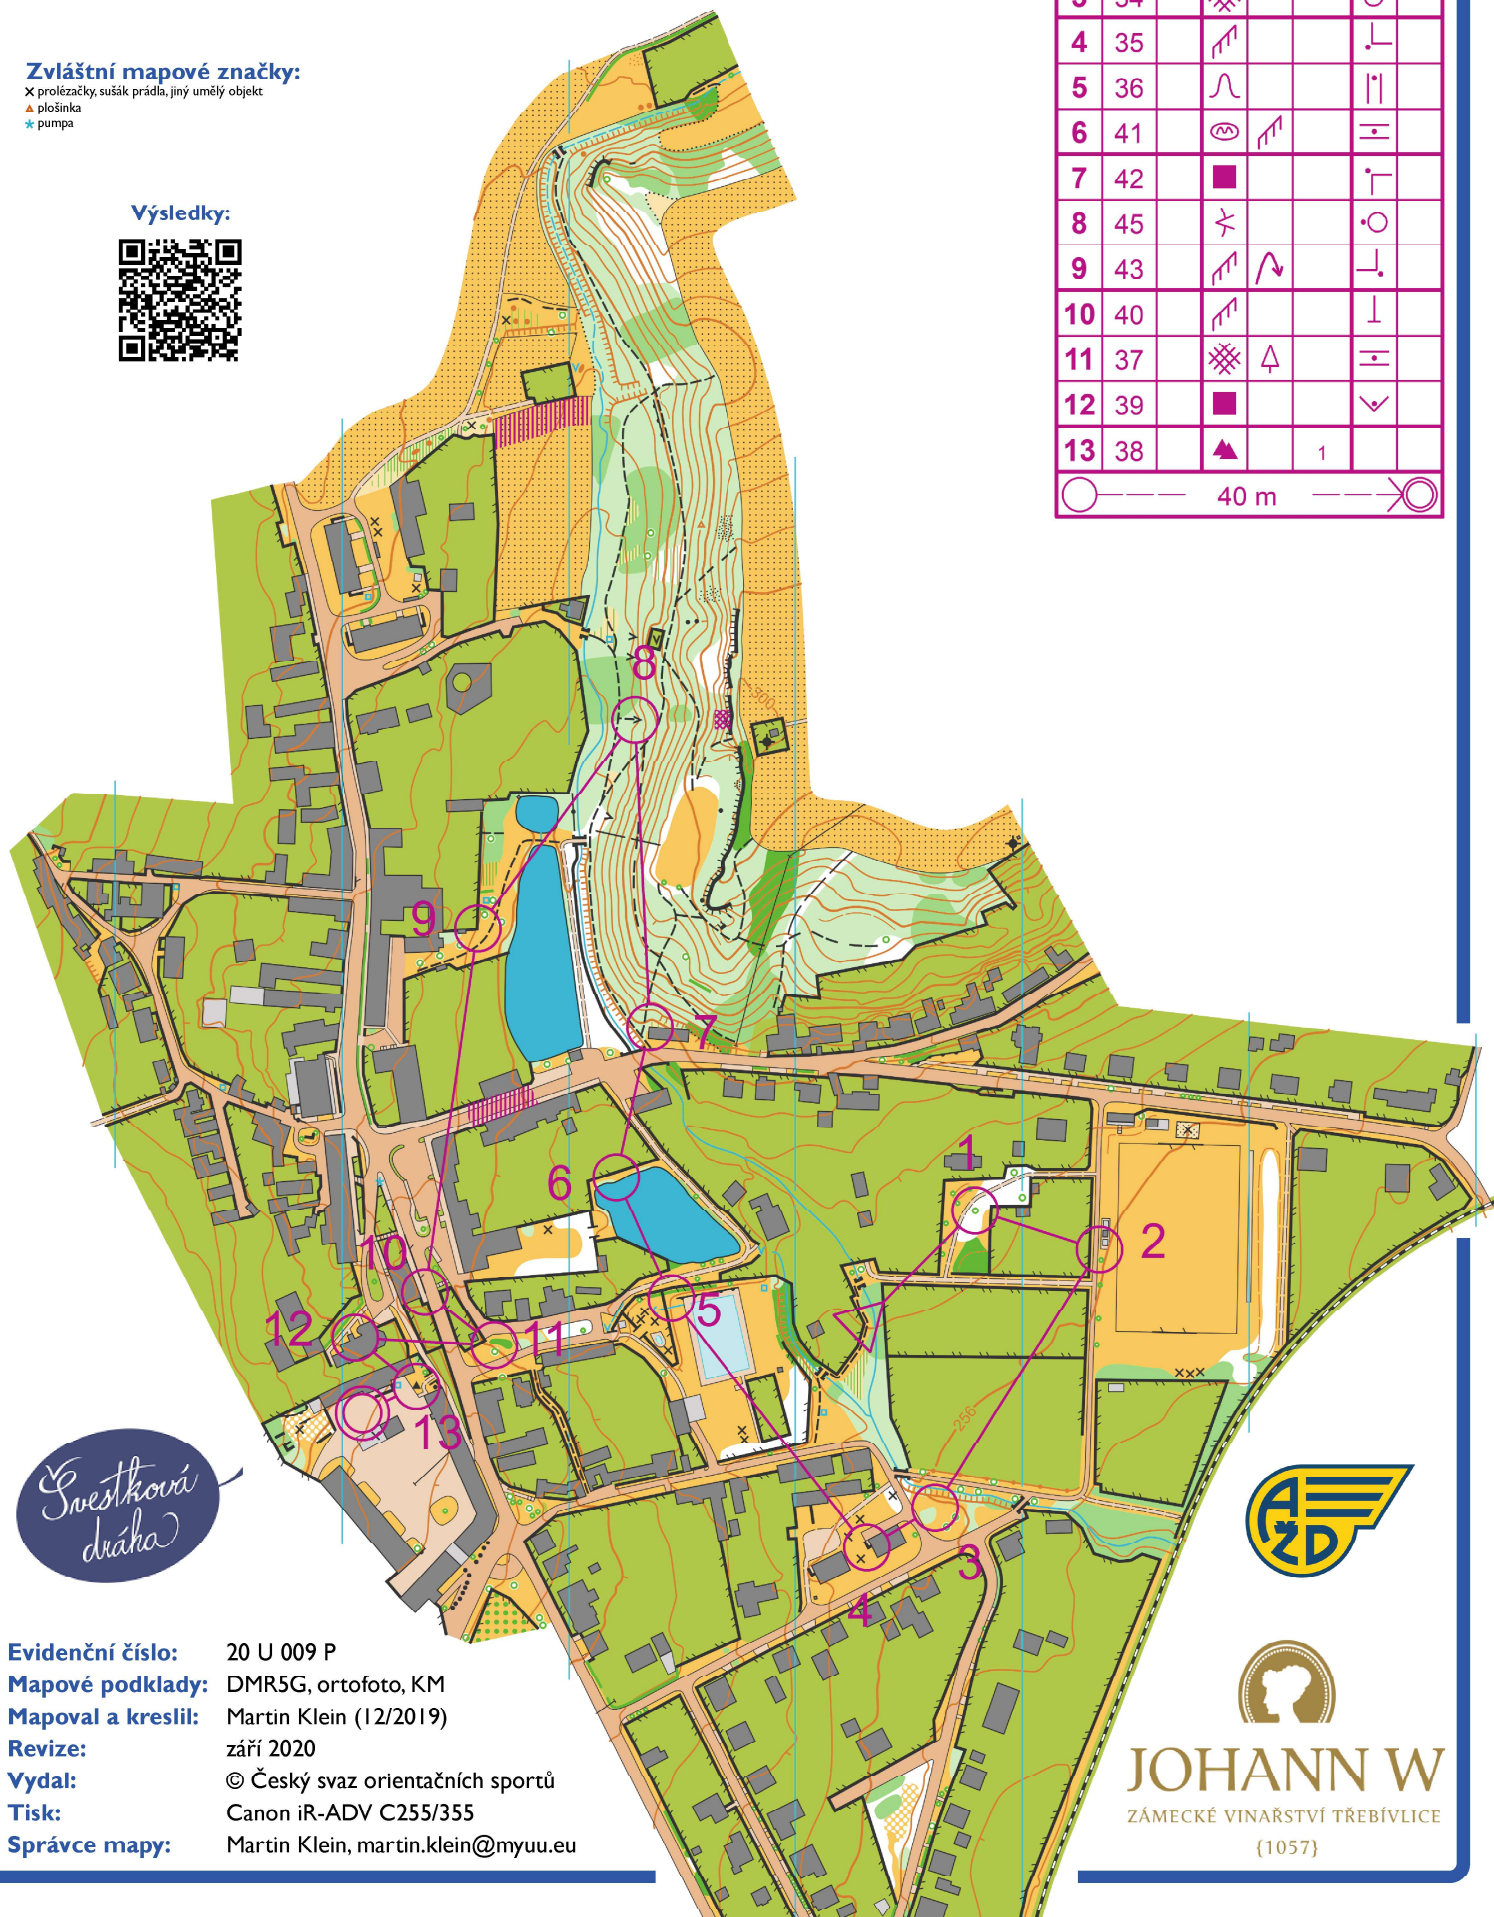 3 34
4 35
5 36
6 41
7 42
8 45
9 43
10 40
11 37 
12 39
13 38 1
40 m
Zvláštní mapové značky:
prolézačky, sušák prádla, jiný umělý objekt
plošinka
pumpa
Výsledky:
300
8
9
7
6
1
2
10
5
12
11
13
256
3
4
Švestková
dráha
AŽD
Evidenční číslo: 20 U 009 P
Mapové podklady: DMR5G, ortofoto, KM
Mapoval a kreslil: Martin Klein (12/2019)
Revize: září 2020
Vydal: © Český svaz orientačních sportů
Tisk: Canon iR-ADV C255/355
Správce mapy: Martin Klein, martin.klein@myuu.eu
JOHANN W
ZÁMECKÉ VINAŘSTVÍ TŘEBÍVLICE
{1057}